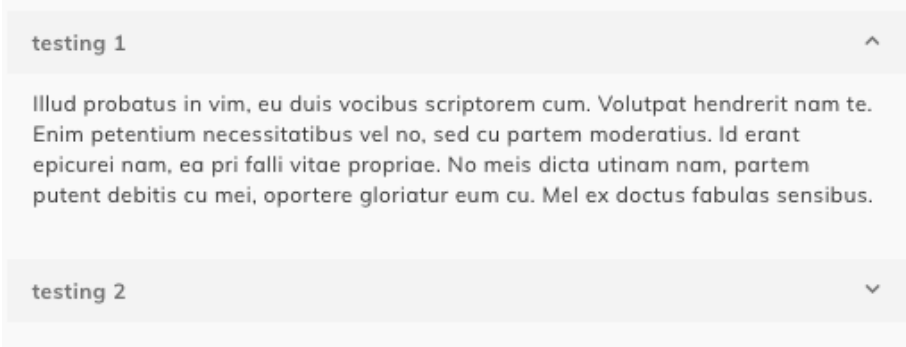 testing 1
Illud probatus in vim, eu duis vocibus scriptorem cum. Volutpat hendrerit nam te.
Enim petentium necessitatibus vel no, sed cu partem moderatius. Id erant
epicurei nam, ea pri falli vitae propriae. No meis dicta utinam nam, partem
putent debitis cu mei, oportere gloriatur eum cu. Mel ex doctus fabulas sensibus.
testing 2